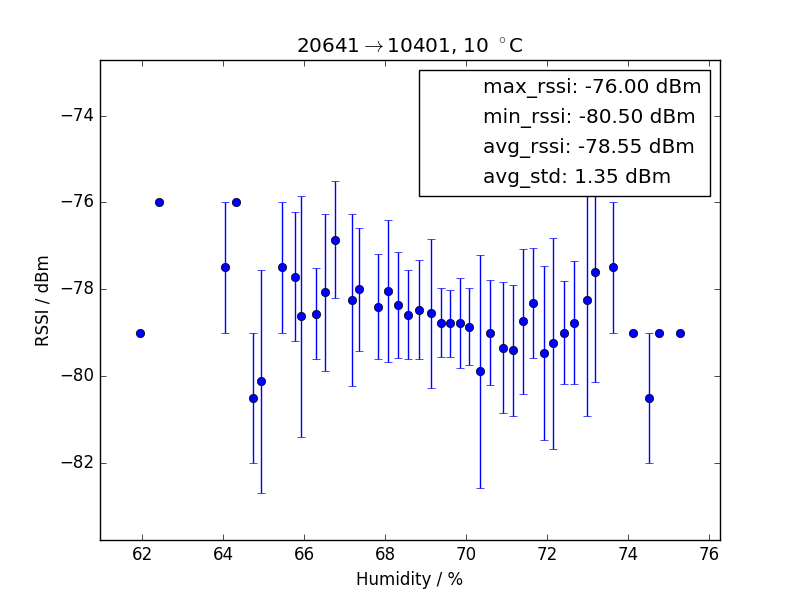 20641→10401, 10 °C
max_rssi: -76.00 dBm
min_rssi: -80.50 dBm
avg_rssi: -78.55 dBm
avg_std: 1.35 dBm
−74
−76
−78
−80
−82
RSSI / dBm
62 64 66 68 70 72 74 76
Humidity / %